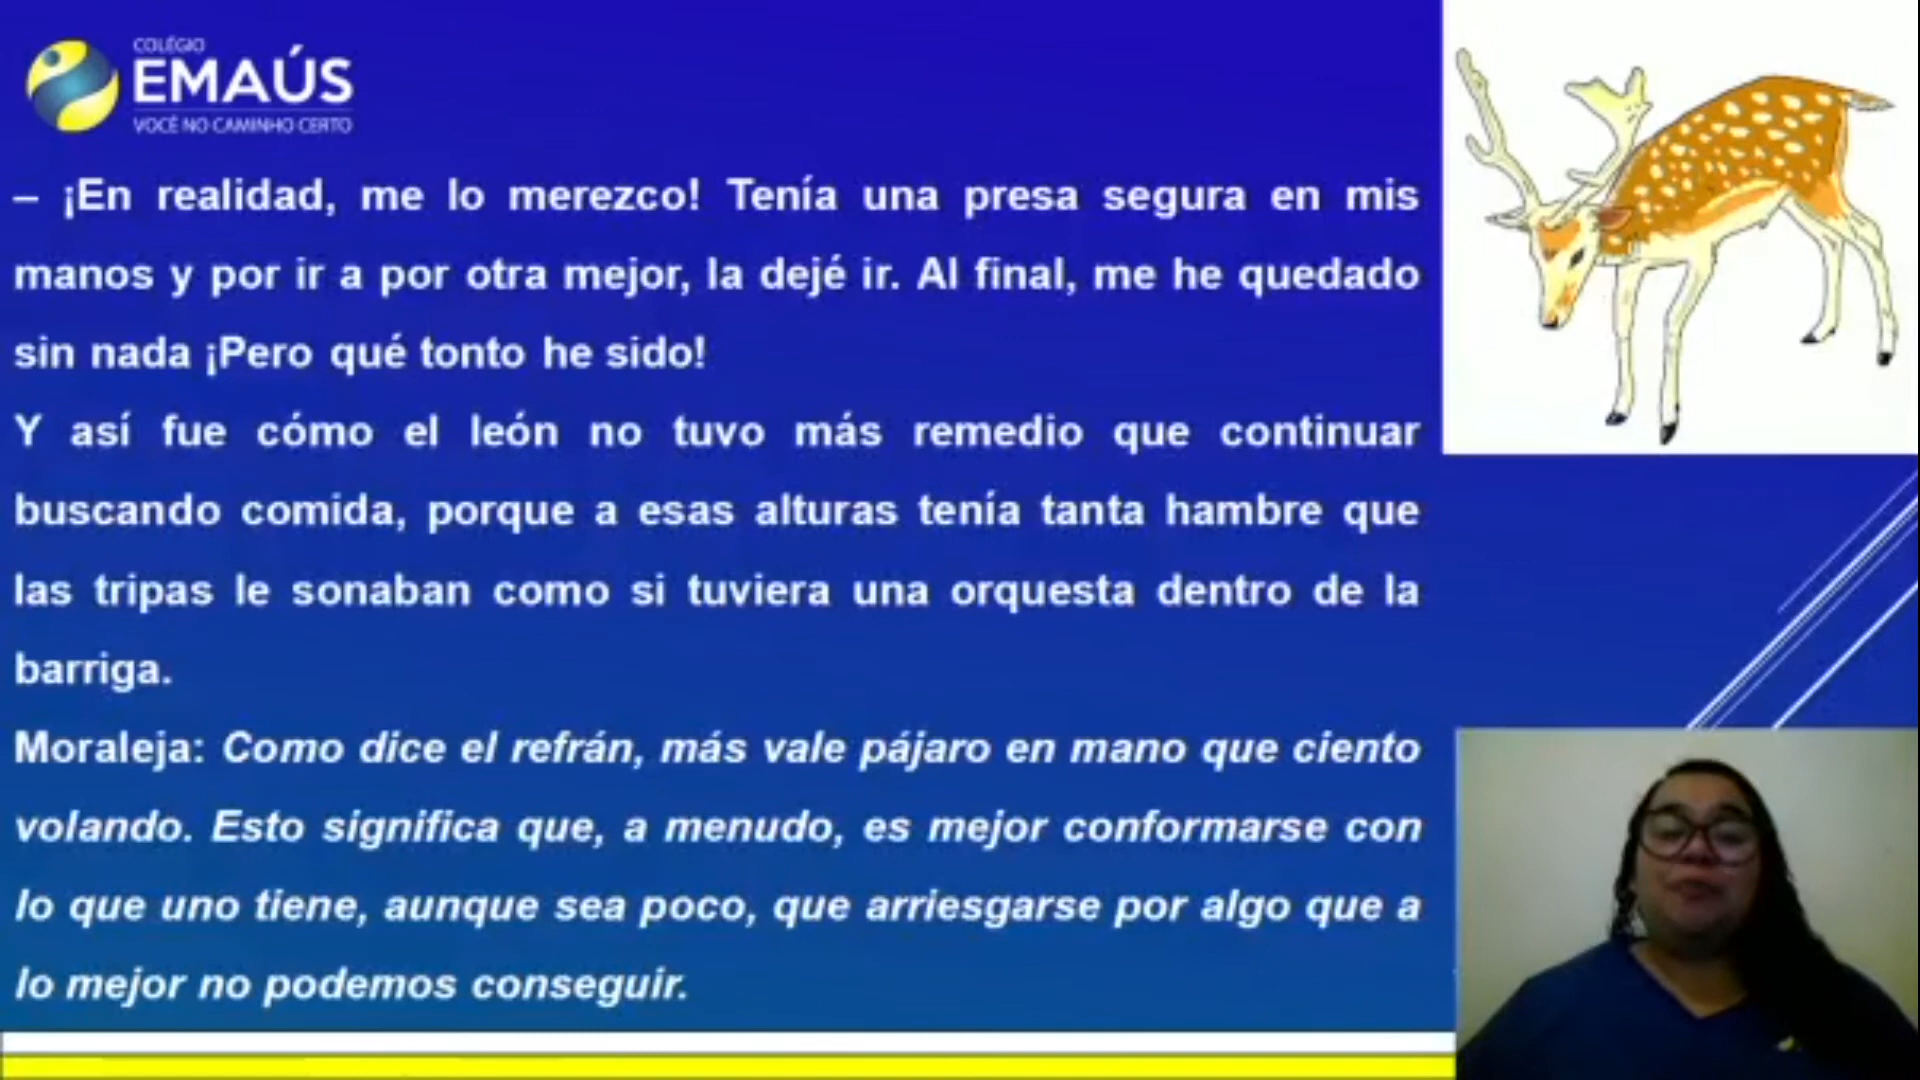 COLÉGIO
EMAÚS
VOCÊ NO CAMINHO CERTO
– ¡En realidad, me lo merezco! Tenía una presa segura en mis
manos y por ir a por otra mejor, la dejé ir. Al final, me he quedado
sin nada ¡Pero qué tonto he sido!
Y así fue cómo el león no tuvo más remedio que continuar
buscando comida, porque a esas alturas tenía tanta hambre que
las tripas le sonaban como si tuviera una orquesta dentro de la
barriga.
Moraleja: Como dice el refrán, más vale pájaro en mano que ciento
volando. Esto significa que, a menudo, es mejor conformarse con
lo que uno tiene, aunque sea poco, que arriesgarse por algo que a
lo mejor no podemos conseguir.